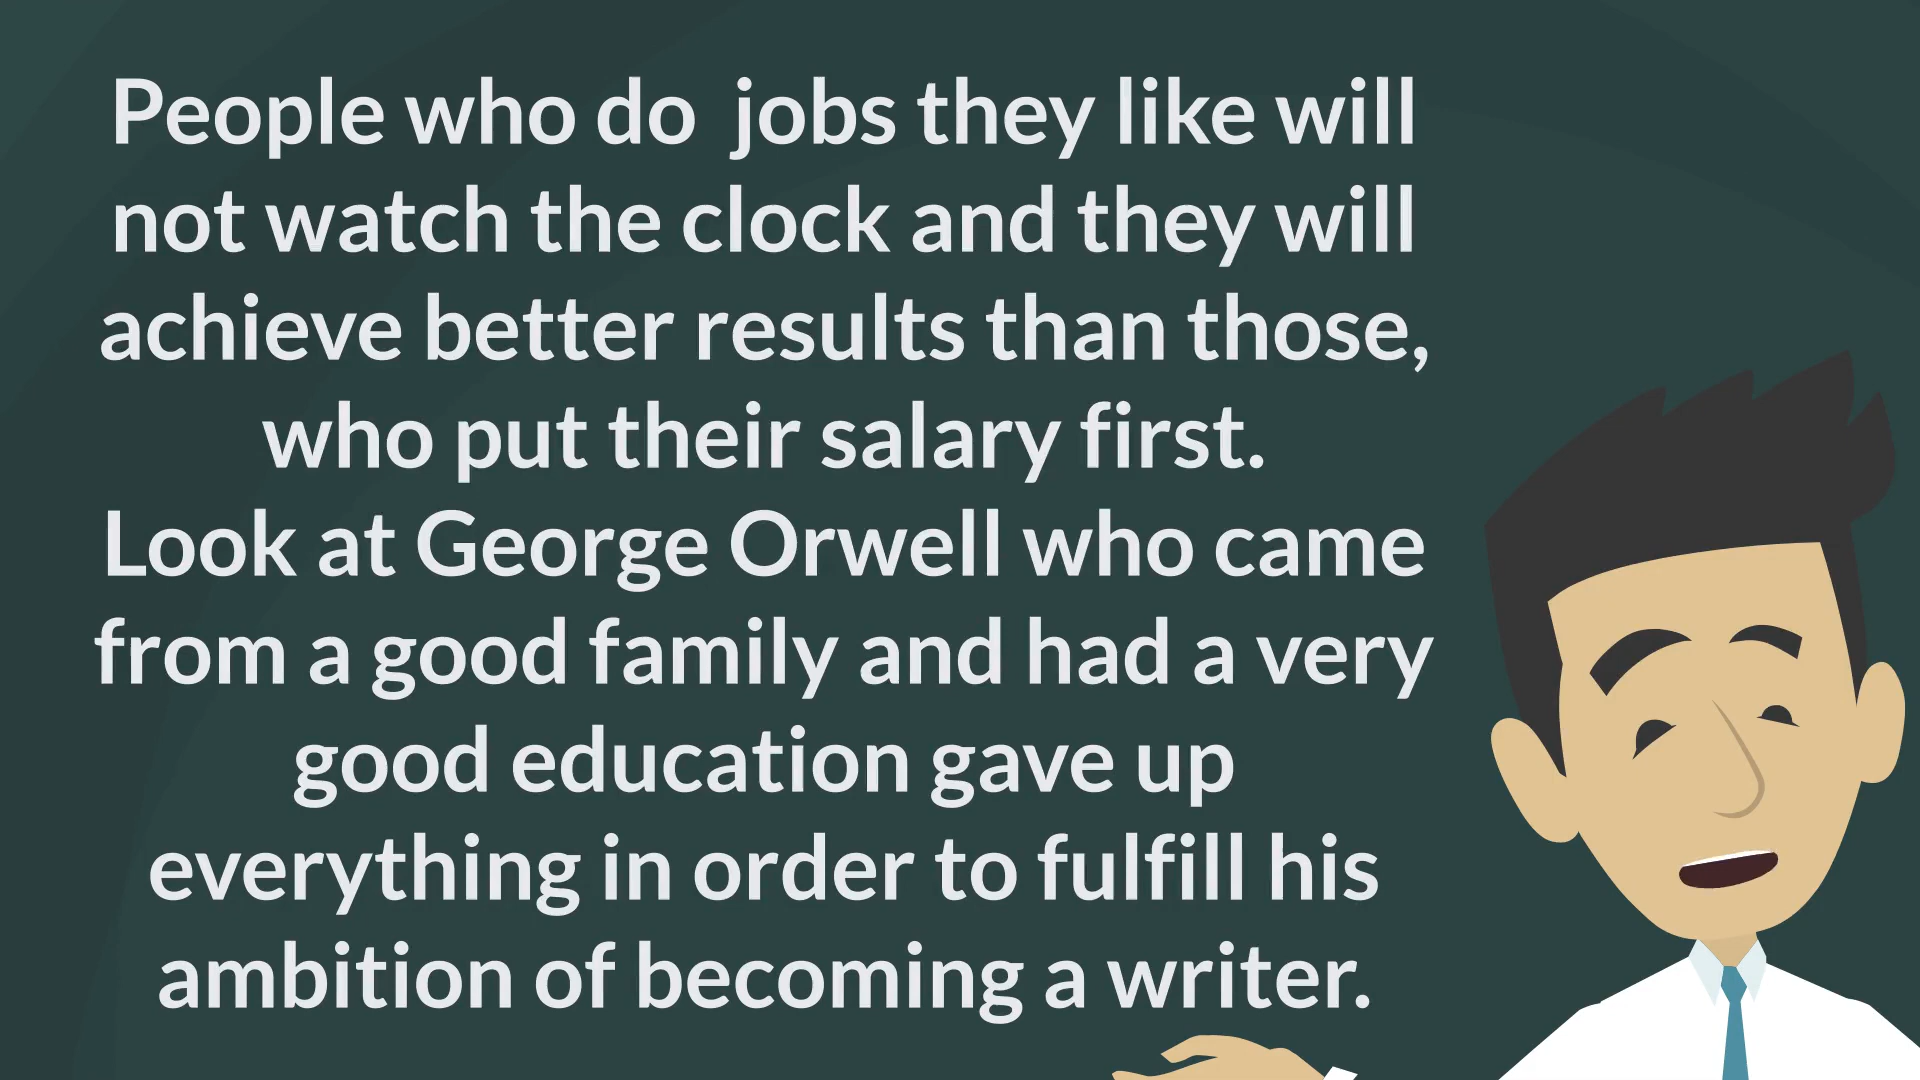 People who do  jobs they like will
not watch the clock and they will
achieve better results than those,
who put their salary first.
Look at George Orwell who came
from a good family and had a very
good education gave up
everything in order to fulfill his
ambition of becoming a writer.